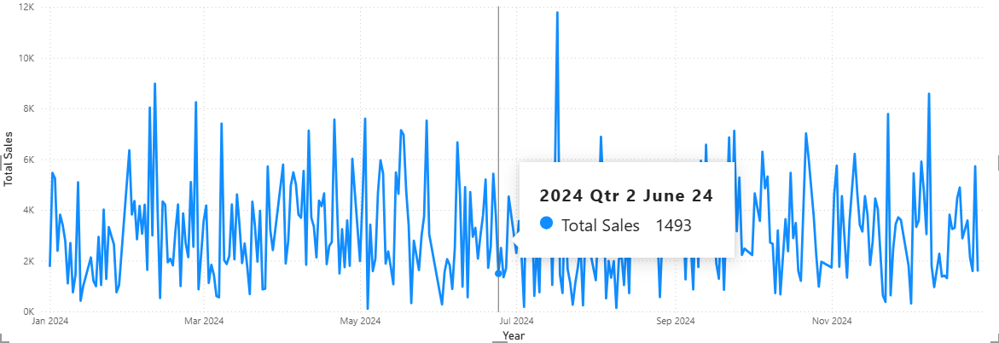 12K
10K
8K
6K
4K
2K
0K
Total Sales
2024 Qtr 2 June 24
Total Sales 1493
Jan 2024 Mar 2024 May 2024 Jul 2024 Sep 2024 Nov 2024
Year